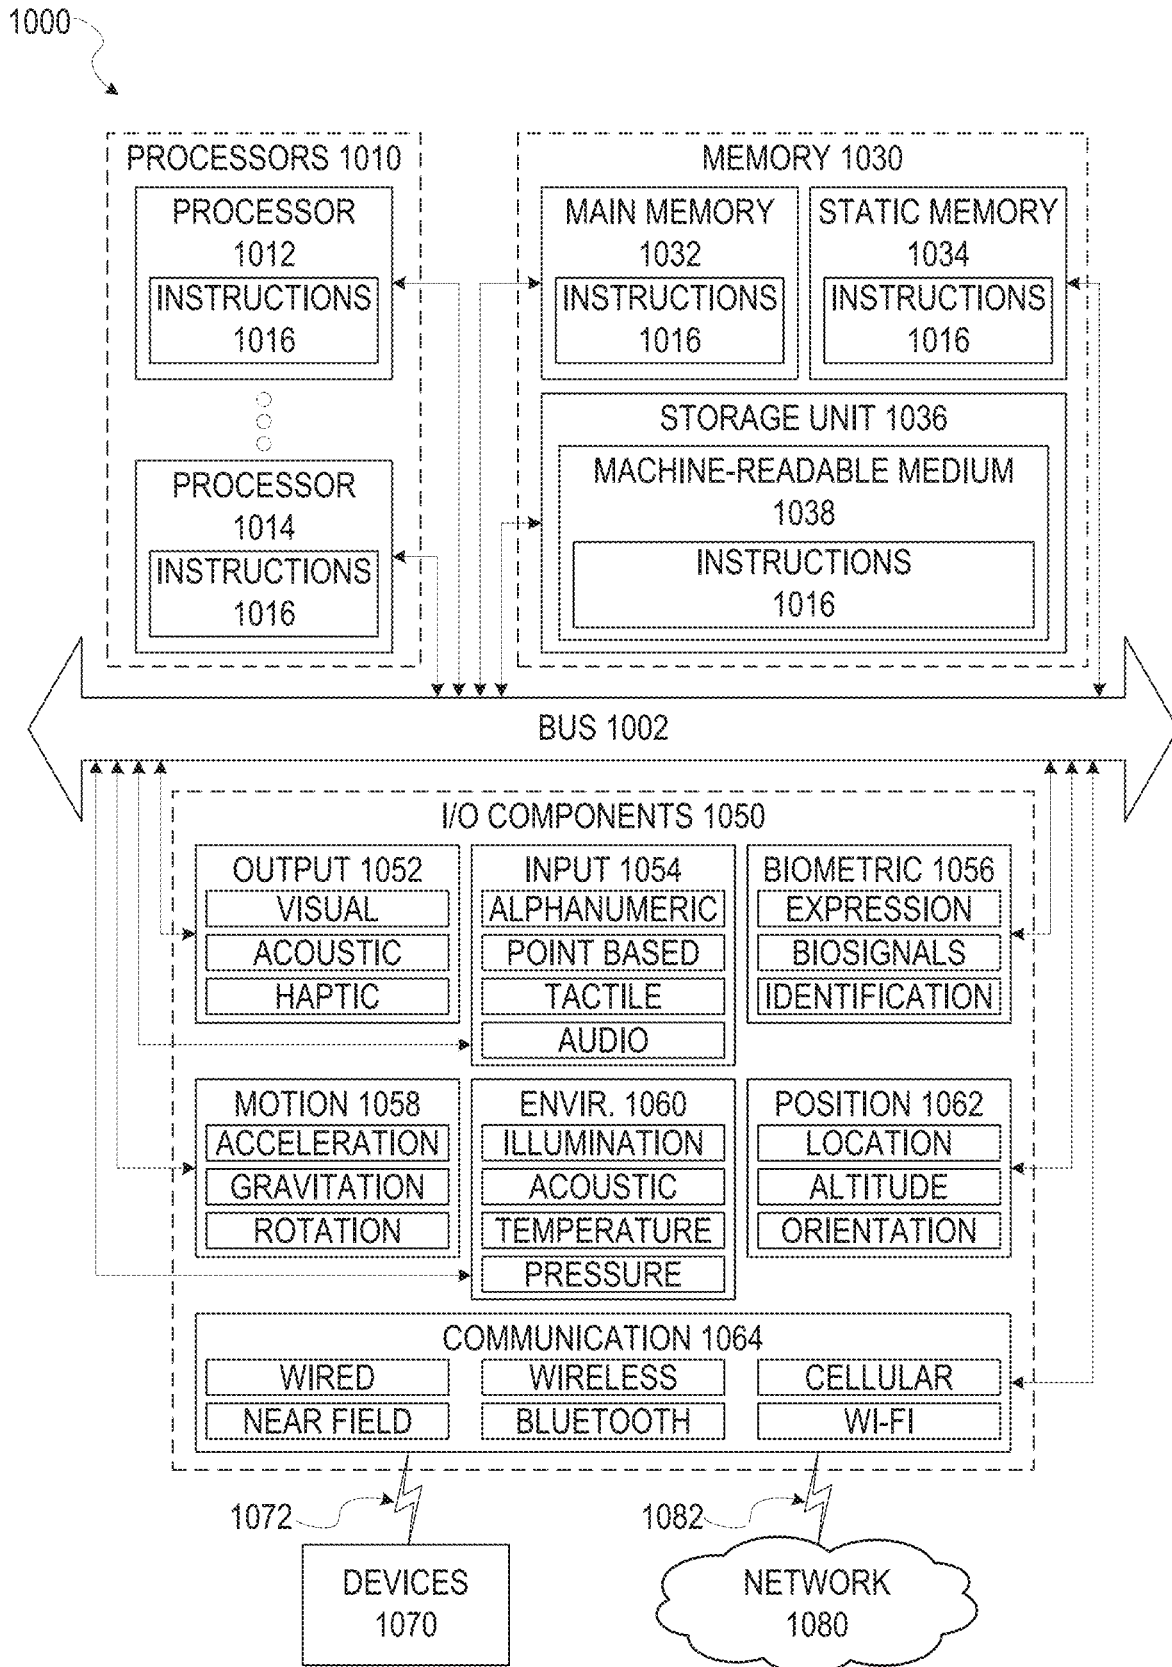 1000
PROCESSORS 1010
PROCESSOR
1012
INSTRUCTIONS
1016
PROCESSOR
1014
INSTRUCTIONS
1016
MEMORY 1030
MAIN MEMORY
1032
INSTRUCTIONS
1016
STATIC MEMORY
1034
INSTRUCTIONS
1016
STORAGE UNIT 1036
MACHINE-READABLE MEDIUM
1038
INSTRUCTIONS
1016
BUS 1002
I/O COMPONENTS 1050
OUTPUT 1052
VISUAL
ACOUSTIC
HAPTIC
INPUT 1054
ALPHANUMERIC
POINT BASED
TACTILE
AUDIO
BIOMETRIC 1056
EXPRESSION
BIOSIGNALS
IDENTIFICATION
MOTION 1058
ACCELERATION
GRAVITATION
ROTATION
ENVIR. 1060
ILLUMINATION
ACOUSTIC
TEMPERATURE
PRESSURE
POSITION 1062
LOCATION
ALTITUDE
ORIENTATION
COMMUNICATION 1064
WIRED
WIRELESS
CELLULAR
NEAR FIELD
BLUETOOTH
WI-FI
1072
1082
DEVICES
1070
NETWORK
1080